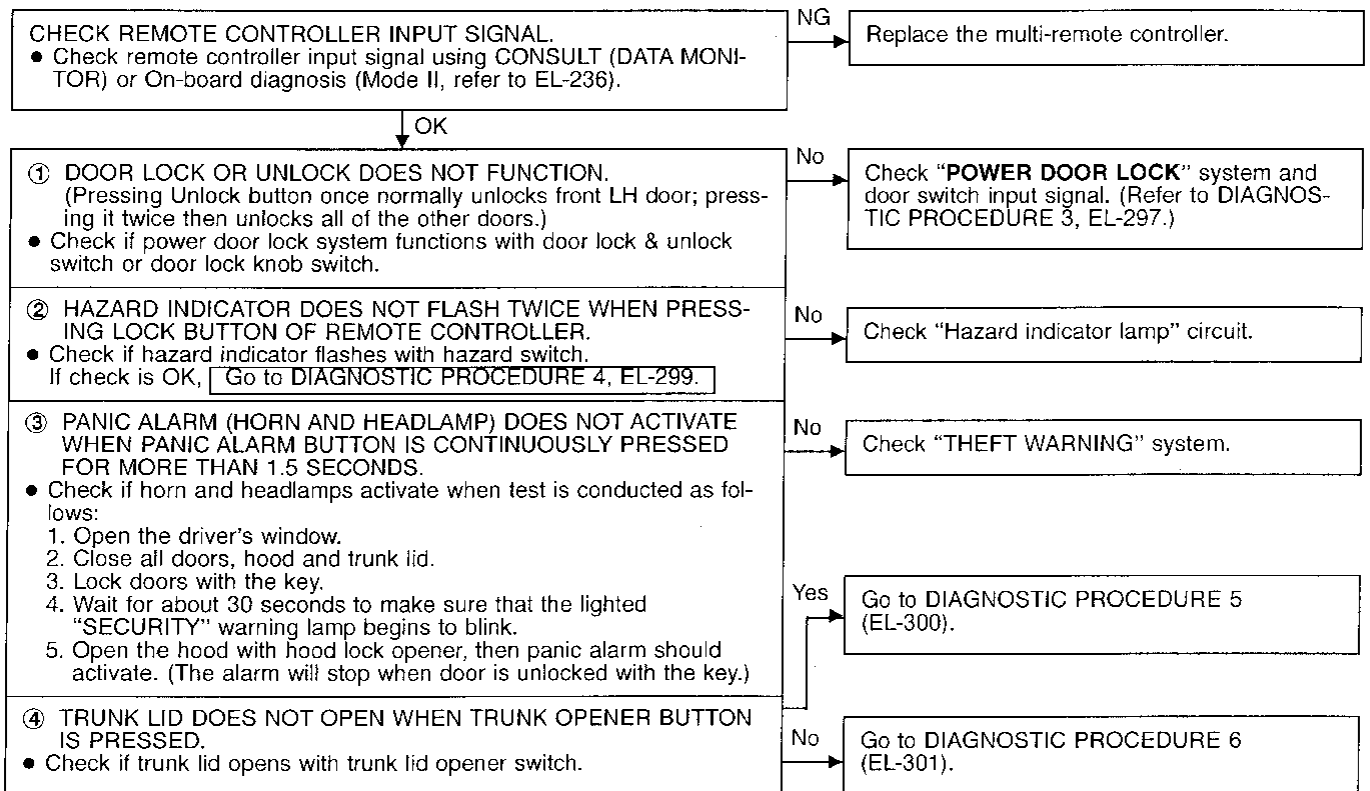 CHECK REMOTE CONTROLLER INPUT SIGNAL.
● Check remote controller input signal using CONSULT (DATA MONI-
TOR) or On-board diagnosis (Mode II, refer to EL-236).
NG
Replace the multi-remote controller.
OK
① DOOR LOCK OR UNLOCK DOES NOT FUNCTION.
(Pressing Unlock button once normally unlocks front LH door; press-
ing it twice then unlocks all of the other doors.)
● Check if power door lock system functions with door lock & unlock
switch or door lock knob switch.
No
Check “POWER DOOR LOCK” system and
door switch input signal. (Refer to DIAGNOS-
TIC PROCEDURE 3, EL-297.)
② HAZARD INDICATOR DOES NOT FLASH TWICE WHEN PRESS-
ING LOCK BUTTON OF REMOTE CONTROLLER.
● Check if hazard indicator flashes with hazard switch.
If check is OK, Go to DIAGNOSTIC PROCEDURE 4, EL-299.
No
Check “Hazard indicator lamp” circuit.
③ PANIC ALARM (HORN AND HEADLAMP) DOES NOT ACTIVATE
WHEN PANIC ALARM BUTTON IS CONTINUOUSLY PRESSED
FOR MORE THAN 1.5 SECONDS.
● Check if horn and headlamps activate when test is conducted as fol-
lows:
1. Open the driver’s window.
2. Close all doors, hood and trunk lid.
3. Lock doors with the key.
4. Wait for about 30 seconds to make sure that the lighted
“SECURITY” warning lamp begins to blink.
5. Open the hood with hood lock opener, then panic alarm should
activate. (The alarm will stop when door is unlocked with the key.)
No
Check “THEFT WARNING” system.
Yes
Go to DIAGNOSTIC PROCEDURE 5
(EL-300).
④ TRUNK LID DOES NOT OPEN WHEN TRUNK OPENER BUTTON
IS PRESSED.
● Check if trunk lid opens with trunk lid opener switch.
No
Go to DIAGNOSTIC PROCEDURE 6
(EL-301).